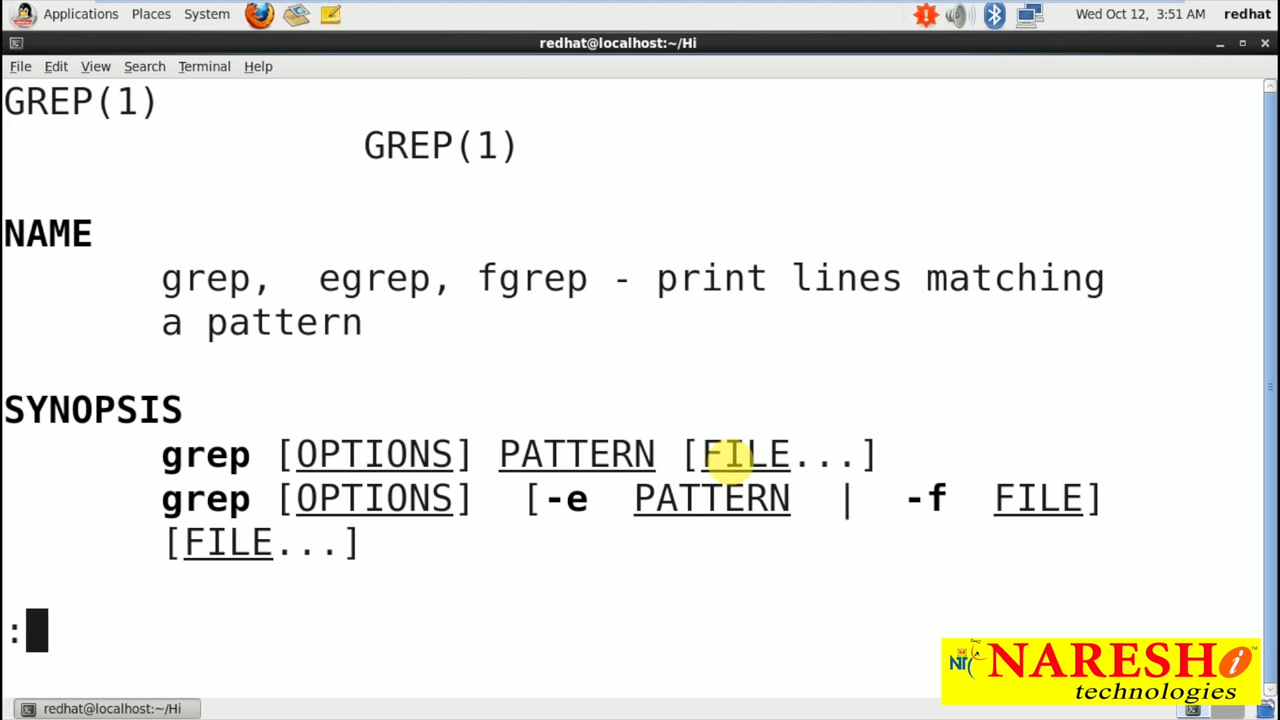 Applications Places System
Wed Oct 12, 3:51 AM redhat
redhat@localhost:~/Hi
File Edit View Search Terminal Help
GREP(1)
GREP(1)
NAME
grep, egrep, fgrep - print lines matching
a pattern
SYNOPSIS
grep [OPTIONS] PATTERN [FILE...]
grep [OPTIONS] [-e PATTERN | -f FILE]
[FILE...]
:
NARESH i
technologies
redhat@localhost:~/Hi